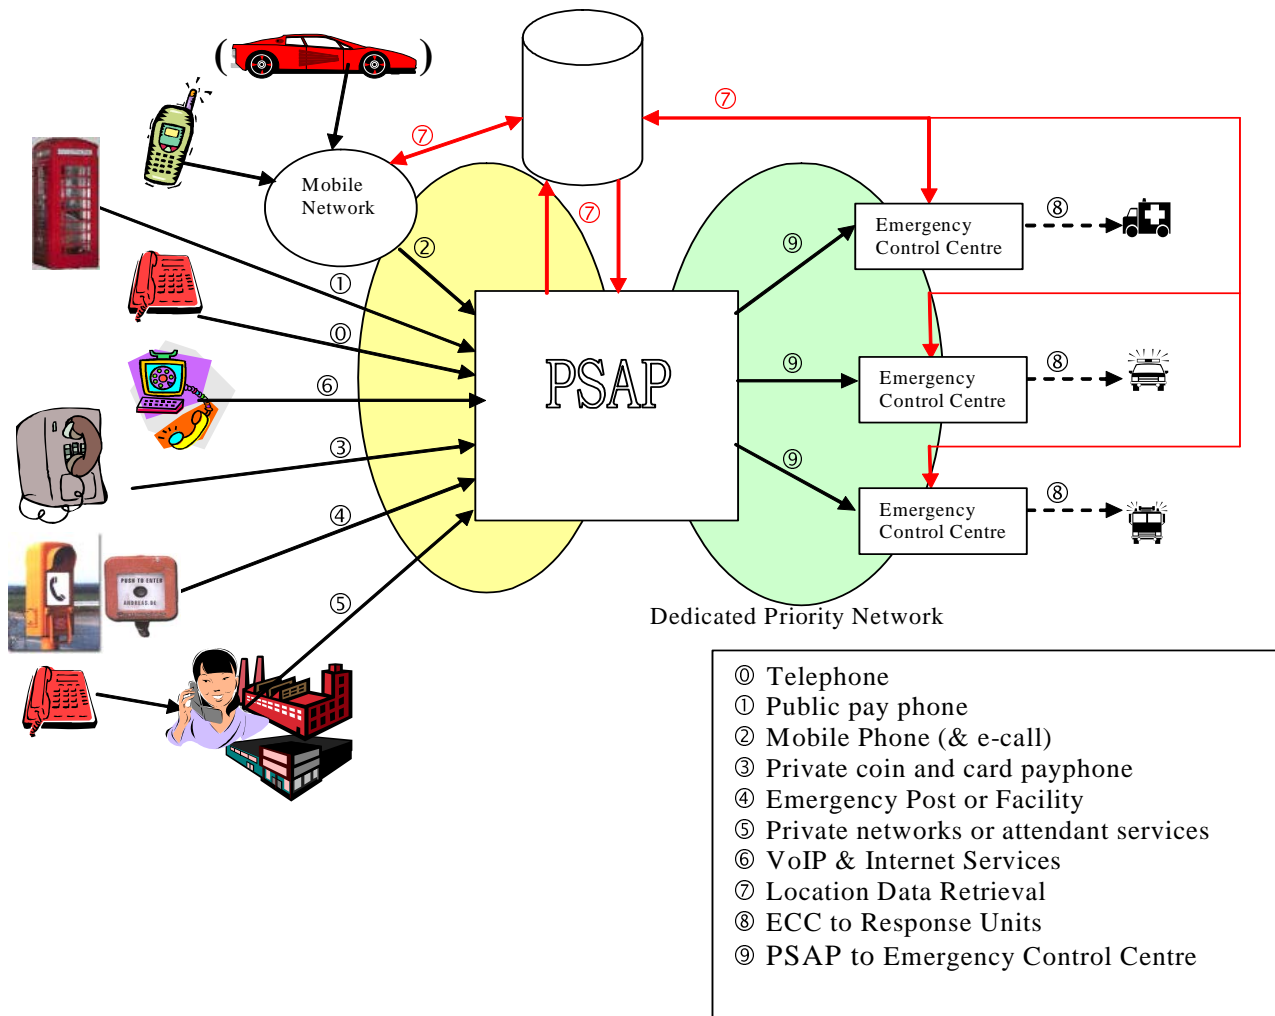 ( )
⑦
⑦
Mobile
Network
⑦
②
①
⓪
⑥
③
④
⑤
PSAP
⑨
⑨
⑨
Emergency
Control Centre
⑧
Emergency
Control Centre
⑧
Emergency
Control Centre
⑧
PUSH TO ENTER
Dedicated Priority Network
⓪ Telephone
① Public pay phone
② Mobile Phone (& e-call)
③ Private coin and card payphone
④ Emergency Post or Facility
⑤ Private networks or attendant services
⑥ VoIP & Internet Services
⑦ Location Data Retrieval
⑧ ECC to Response Units
⑨ PSAP to Emergency Control Centre